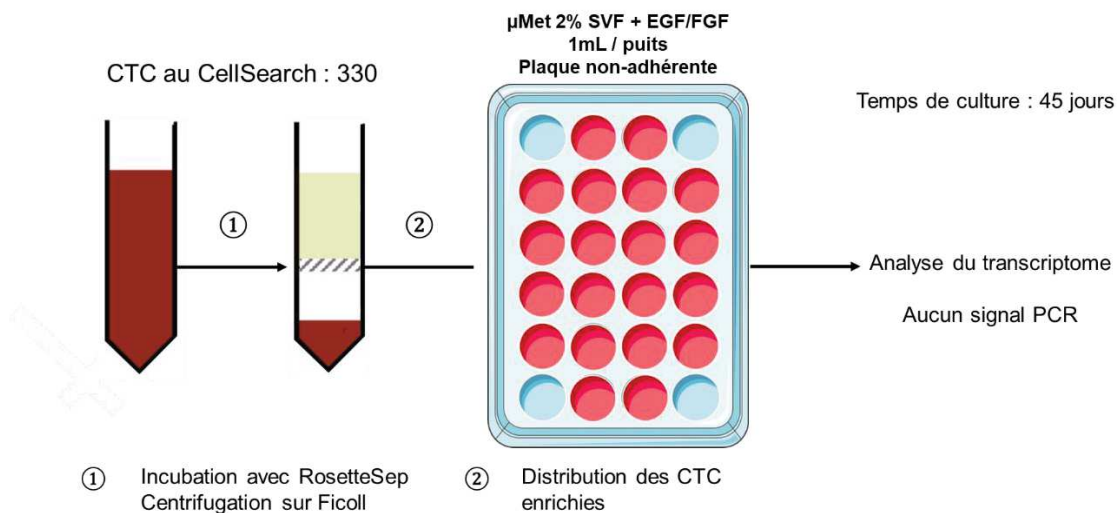 µMet 2% SVF + EGF/FGF
1mL / puits
Plaque non-adhérente
CTC au CellSearch : 330
Temps de culture : 45 jours
①
②
Analyse du transcriptome
Aucun signal PCR
① Incubation avec RosetteSep
Centrifugation sur Ficoll
② Distribution des CTC
enrichies